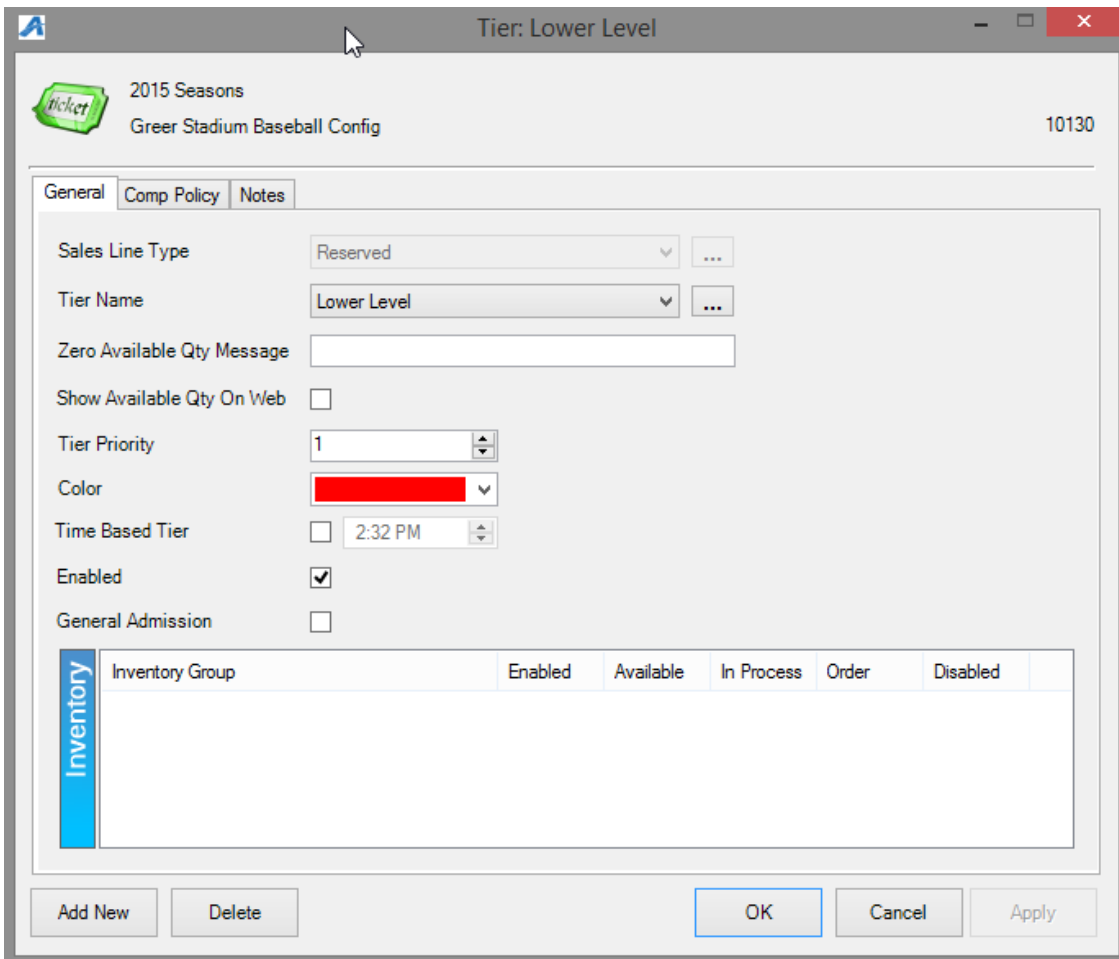 Tier: Lower Level
ticket
2015 Seasons
Greer Stadium Baseball Config
10130
General Comp Policy Notes
Sales Line Type Reserved ...
Tier Name Lower Level ...
Zero Available Qty Message
Show Available Qty On Web
Tier Priority 1
Color
Time Based Tier 2:32 PM
Enabled
General Admission
Inventory
Inventory Group Enabled Available In Process Order Disabled
Add New Delete OK Cancel Apply